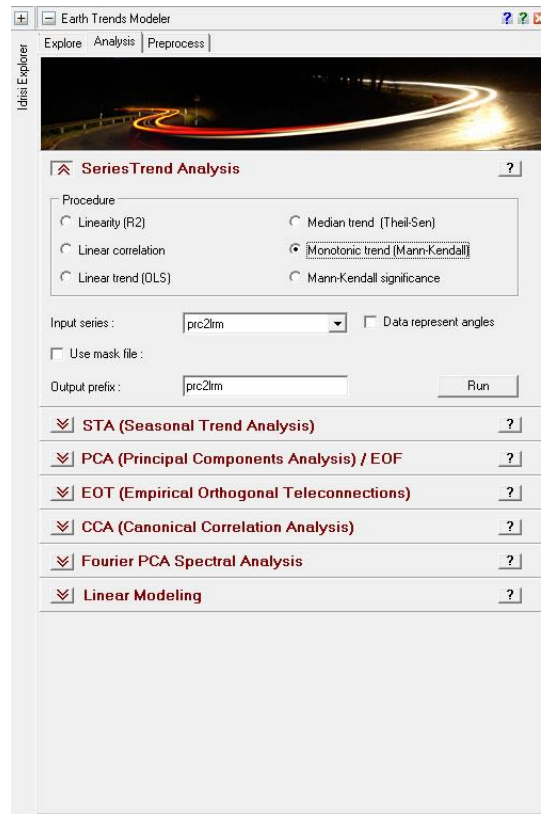 Earth Trends Modeler
? ?
Idrisi Explorer
Explore Analysis Preprocess
Series Trend Analysis ?
Procedure
Linearity (R2) Median trend (Theil-Sen)
Linear correlation Monotonic trend (Mann-Kendall)
Linear trend (OLS) Mann-Kendall significance
Input series : prc2lrm Data represent angles
Use mask file :
Output prefix : prc2lrm Run
STA (Seasonal Trend Analysis) ?
PCA (Principal Components Analysis) / EOF ?
EOT (Empirical Orthogonal Teleconnections) ?
CCA (Canonical Correlation Analysis) ?
Fourier PCA Spectral Analysis ?
Linear Modeling ?